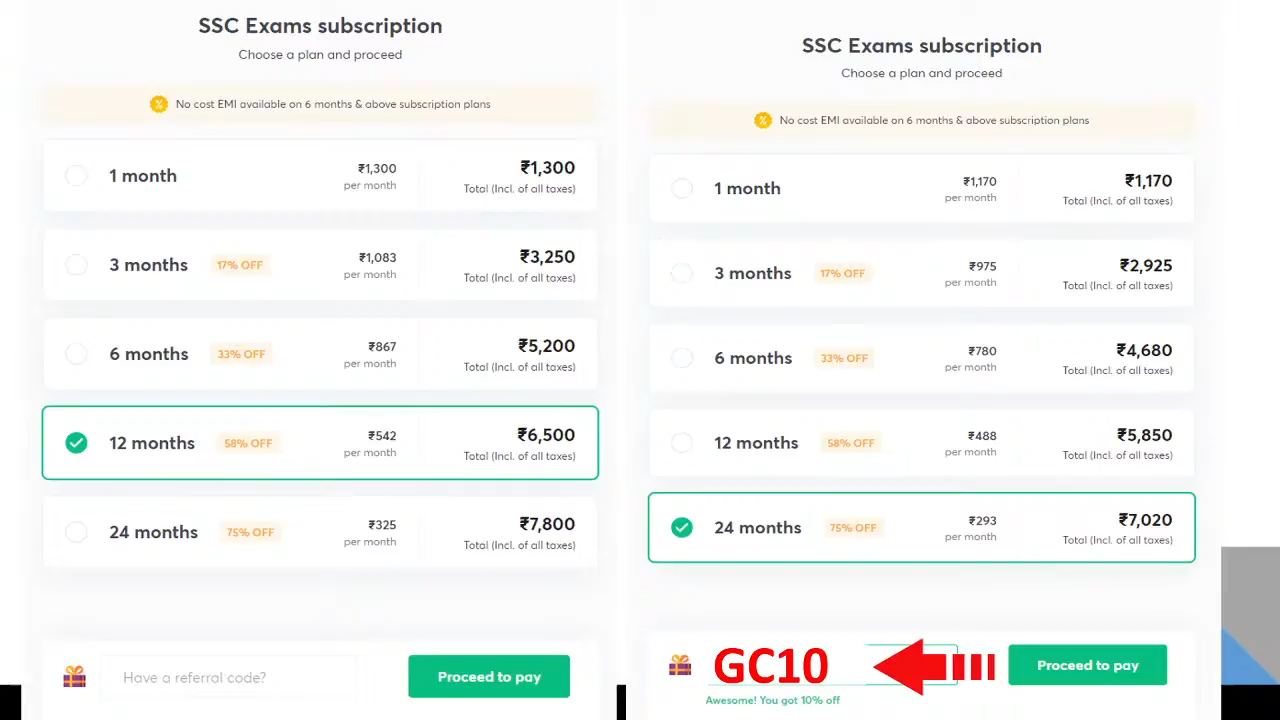 SSC Exams subscription
Choose a plan and proceed
No cost EMI available on 6 months & above subscription plans
1 month ₹1,300 ₹1,300
per month Total (Incl. of all taxes)
3 months 17% OFF ₹1,083 ₹3,250
per month Total (Incl. of all taxes)
6 months 33% OFF ₹867 ₹5,200
per month Total (Incl. of all taxes)
12 months 58% OFF ₹542 ₹6,500
per month Total (Incl. of all taxes)
24 months 75% OFF ₹325 ₹7,800
per month Total (Incl. of all taxes)
Have a referral code? Proceed to pay
SSC Exams subscription
Choose a plan and proceed
No cost EMI available on 6 months & above subscription plans
1 month ₹1,170 ₹1,170
per month Total (Incl. of all taxes)
3 months 17% OFF ₹975 ₹2,925
per month Total (Incl. of all taxes)
6 months 33% OFF ₹780 ₹4,680
per month Total (Incl. of all taxes)
12 months 58% OFF ₹488 ₹5,850
per month Total (Incl. of all taxes)
24 months 75% OFF ₹293 ₹7,020
per month Total (Incl. of all taxes)
GC10 Proceed to pay
Awesome! You got 10% off